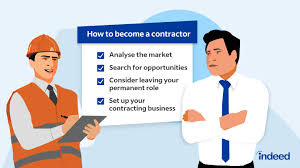 How to become a contractor
Analyse the market
Search for opportunities
Consider leaving your
permanent role
Set up your
contracting business
indeed